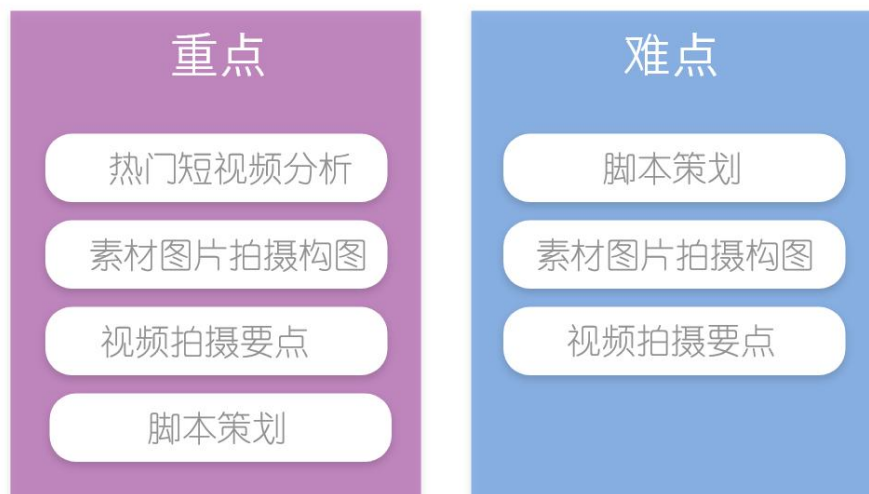 重点
热门短视频分析
素材图片拍摄构图
视频拍摄要点
脚本策划
难点
脚本策划
素材图片拍摄构图
视频拍摄要点